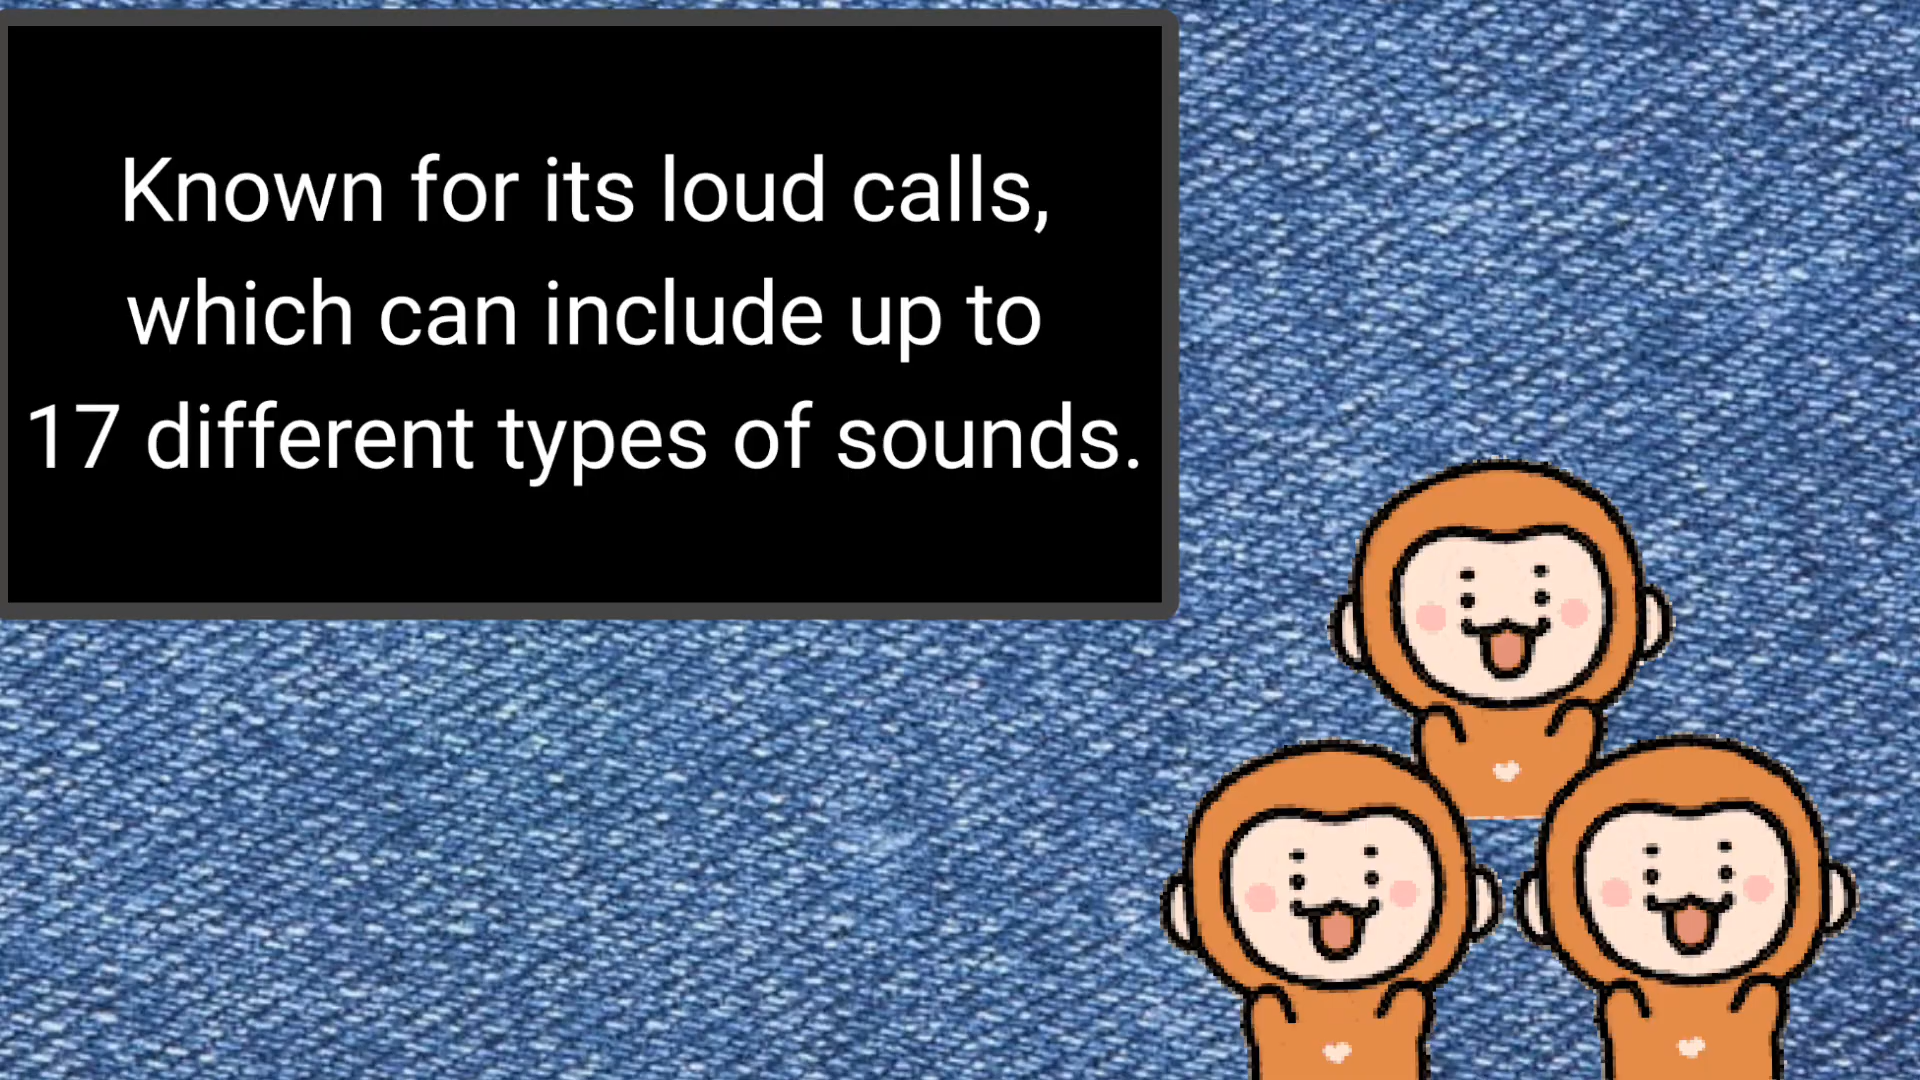 Known for its loud calls,
which can include up to
17 different types of sounds.